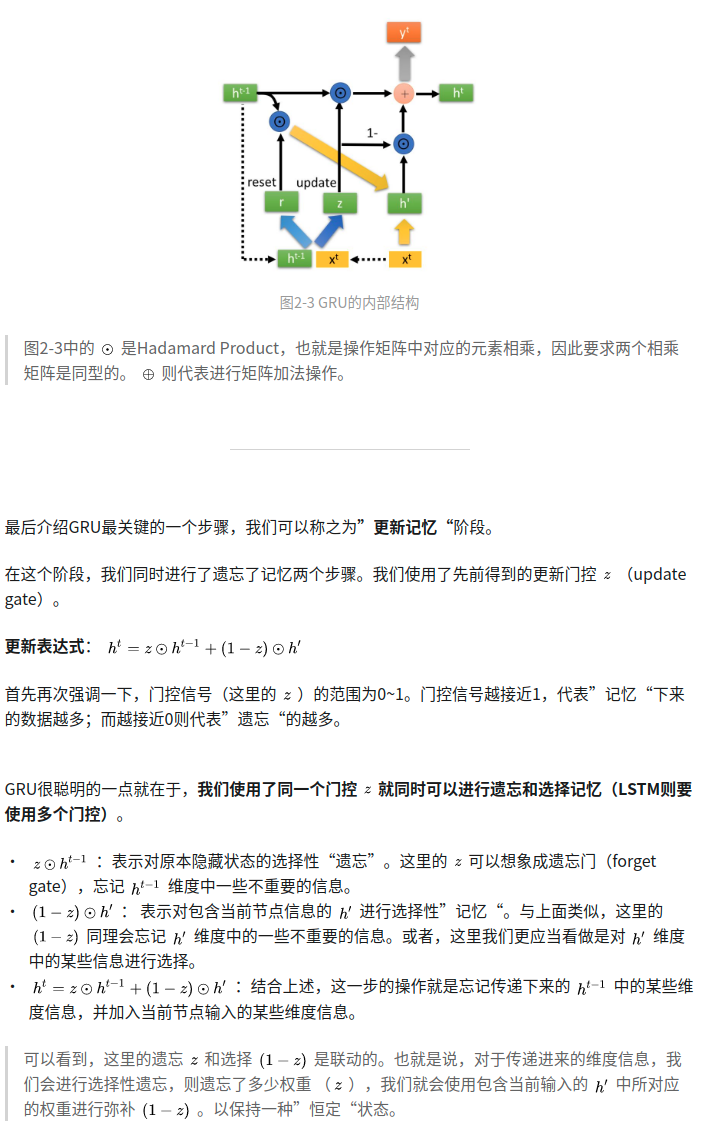 yᵗ
hᵗ⁻¹
⊙
+
hᵗ
⊙
1-
⊙
reset
update
r
z
h'
hᵗ⁻¹
xᵗ
xᵗ
图2-3 GRU的内部结构
图2-3中的 ⊙ 是Hadamard Product，也就是操作矩阵中对应的元素相乘，因此要求两个相乘
矩阵是同型的。 ⊕ 则代表进行矩阵加法操作。
最后介绍GRU最关键的一个步骤，我们可以称之为”更新记忆“阶段。
在这个阶段，我们同时进行了遗忘了记忆两个步骤。我们使用了先前得到的更新门控 z （update
gate）。
更新表达式： hᵗ = z ⊙ hᵗ⁻¹ + (1 − z) ⊙ h′
首先再次强调一下，门控信号（这里的 z ）的范围为0~1。门控信号越接近1，代表”记忆“下来
的数据越多；而越接近0则代表”遗忘“的越多。
GRU很聪明的一点就在于，我们使用了同一个门控 z 就同时可以进行遗忘和选择记忆（LSTM则要
使用多个门控）。
• z ⊙ hᵗ⁻¹ ：表示对原本隐藏状态的选择性“遗忘”。这里的 z 可以想象成遗忘门（forget
gate），忘记 hᵗ⁻¹ 维度中一些不重要的信息。
• (1 − z) ⊙ h′ ： 表示对包含当前节点信息的 h′ 进行选择性”记忆“。与上面类似，这里的
(1 − z) 同理会忘记 h′ 维度中的一些不重要的信息。或者，这里我们更应当看做是对 h′ 维度
中的某些信息进行选择。
• hᵗ = z ⊙ hᵗ⁻¹ + (1 − z) ⊙ h′ ：结合上述，这一步的操作就是忘记传递下来的 hᵗ⁻¹ 中的某些维
度信息，并加入当前节点输入的某些维度信息。
可以看到，这里的遗忘 z 和选择 (1 − z) 是联动的。也就是说，对于传递进来的维度信息，我
们会进行选择性遗忘，则遗忘了多少权重 （ z ），我们就会使用包含当前输入的 h′ 中所对应
的权重进行弥补 (1 − z) 。以保持一种”恒定“状态。